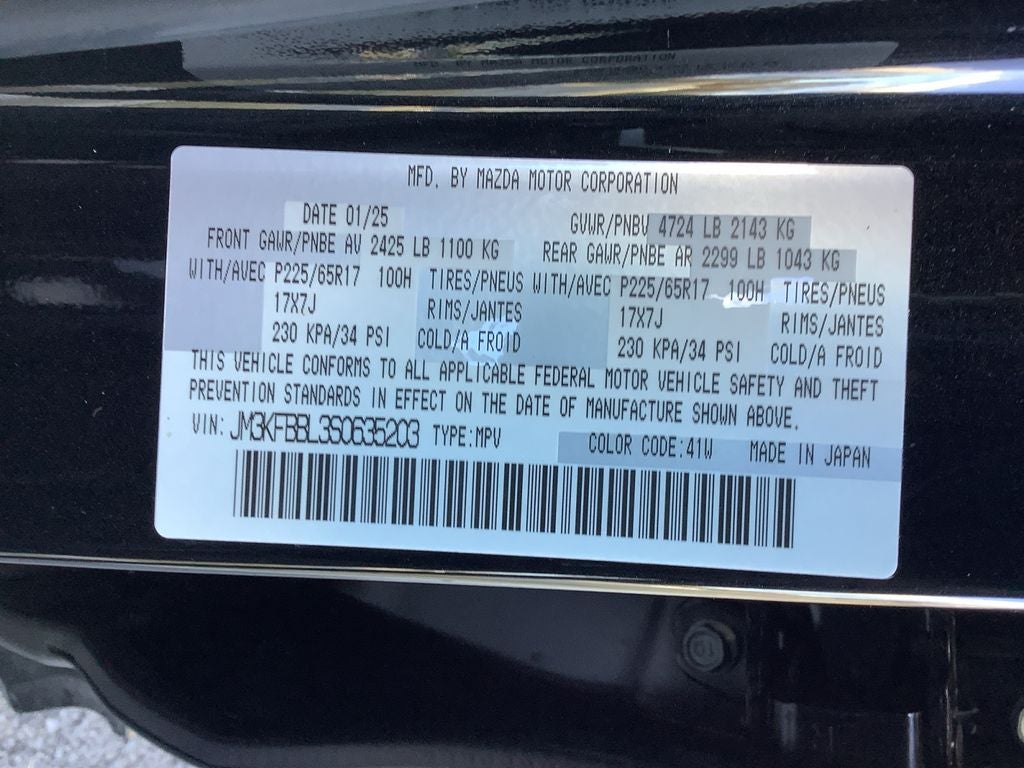 MFD. BY MAZDA MOTOR CORPORATION
DATE 01/25 GVWR/PNBV 4724 LB 2143 KG
FRONT GAWR/PNBE AV 2425 LB 1100 KG REAR GAWR/PNBE AR 2299 LB 1043 KG
WITH/AVEC P225/65R17 100H TIRES/PNEUS WITH/AVEC P225/65R17 100H TIRES/PNEUS
17X7J RIMS/JANTES 17X7J RIMS/JANTES
230 KPA/34 PSI COLD/A FROID 230 KPA/34 PSI COLD/A FROID
THIS VEHICLE CONFORMS TO ALL APPLICABLE FEDERAL MOTOR VEHICLE SAFETY AND THEFT
PREVENTION STANDARDS IN EFFECT ON THE DATE OF MANUFACTURE SHOWN ABOVE.
VIN: JM3KFBBL3S0635203 TYPE:MPV COLOR CODE:41W MADE IN JAPAN